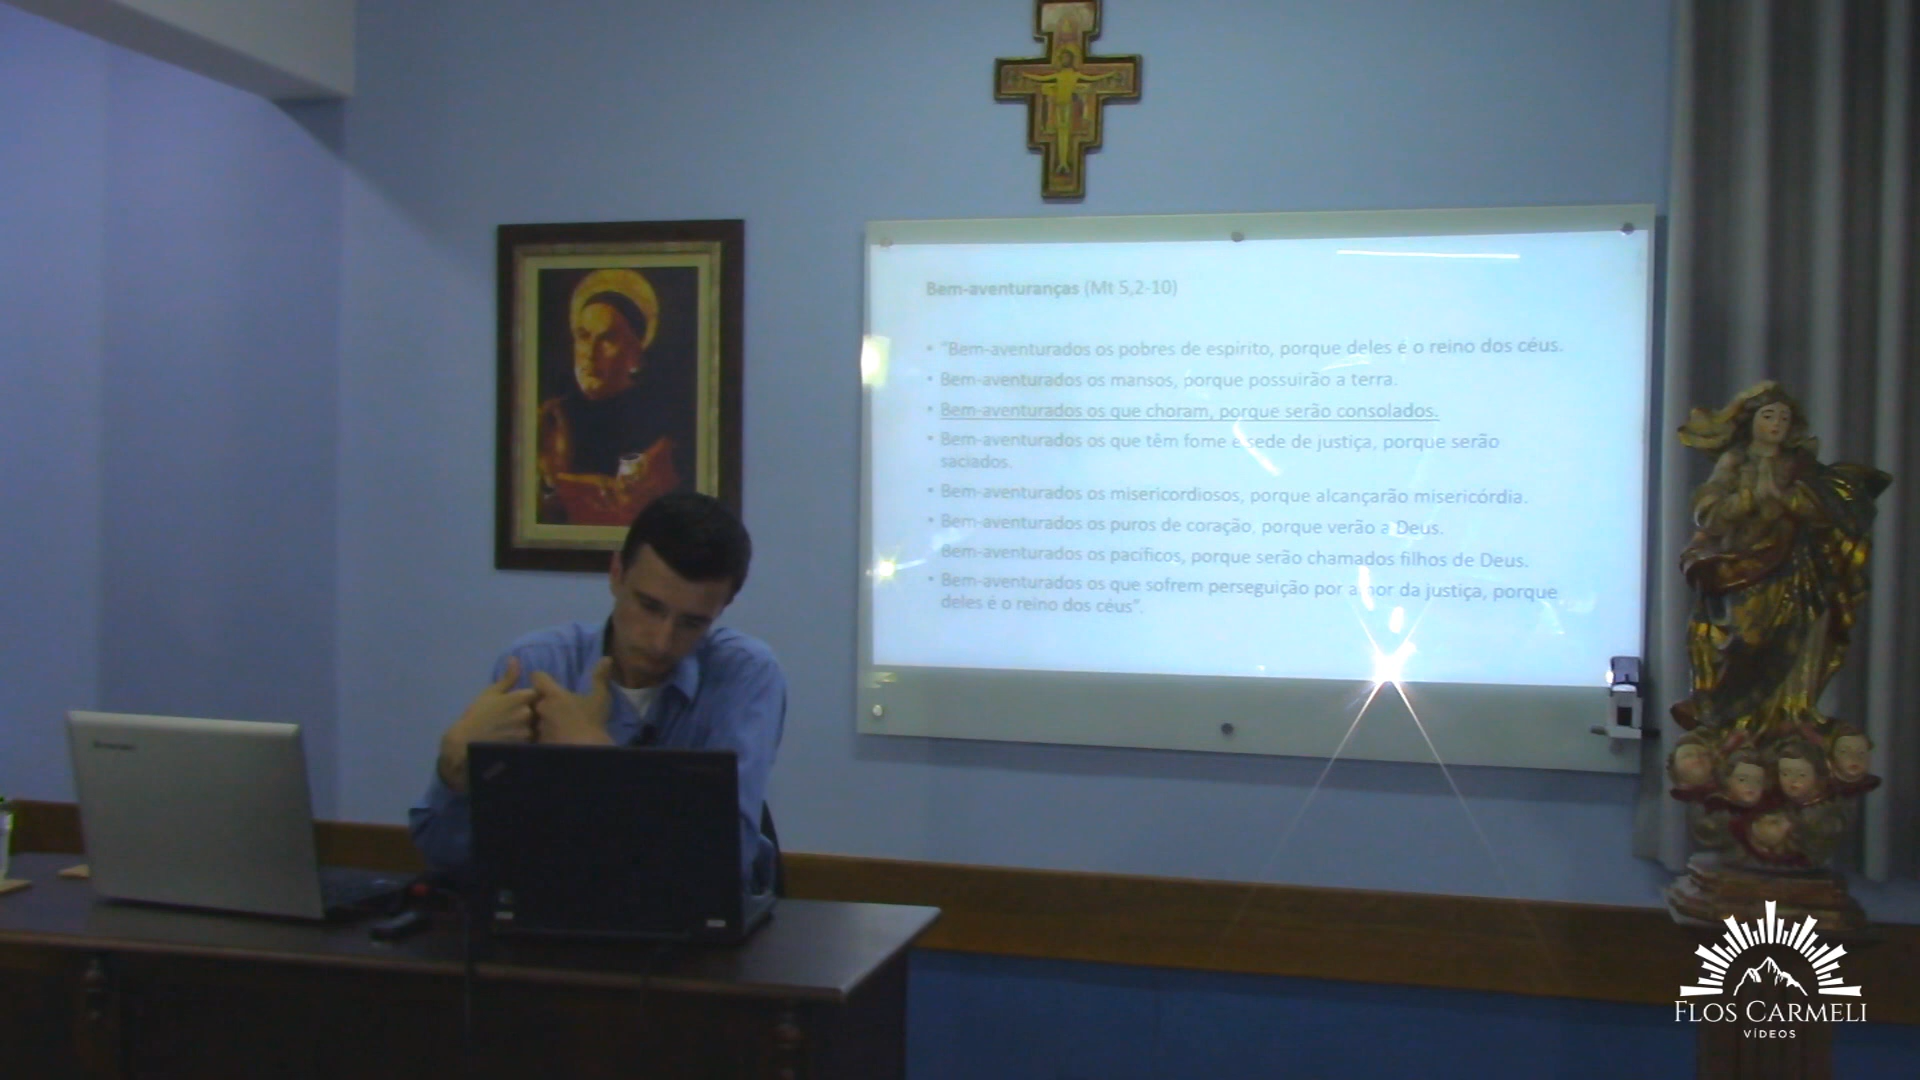 Bem-aventuranças (Mt 5,2-10)
• "Bem-aventurados os pobres de espírito, porque deles é o reino dos céus.
• Bem-aventurados os mansos, porque possuirão a terra.
• Bem-aventurados os que choram, porque serão consolados.
• Bem-aventurados os que têm fome e sede de justiça, porque serão
saciados.
• Bem-aventurados os misericordiosos, porque alcançarão misericórdia.
• Bem-aventurados os puros de coração, porque verão a Deus.
Bem-aventurados os pacíficos, porque serão chamados filhos de Deus.
• Bem-aventurados os que sofrem perseguição por amor da justiça, porque
deles é o reino dos céus".
FLOS CARMELI
VÍDEOS